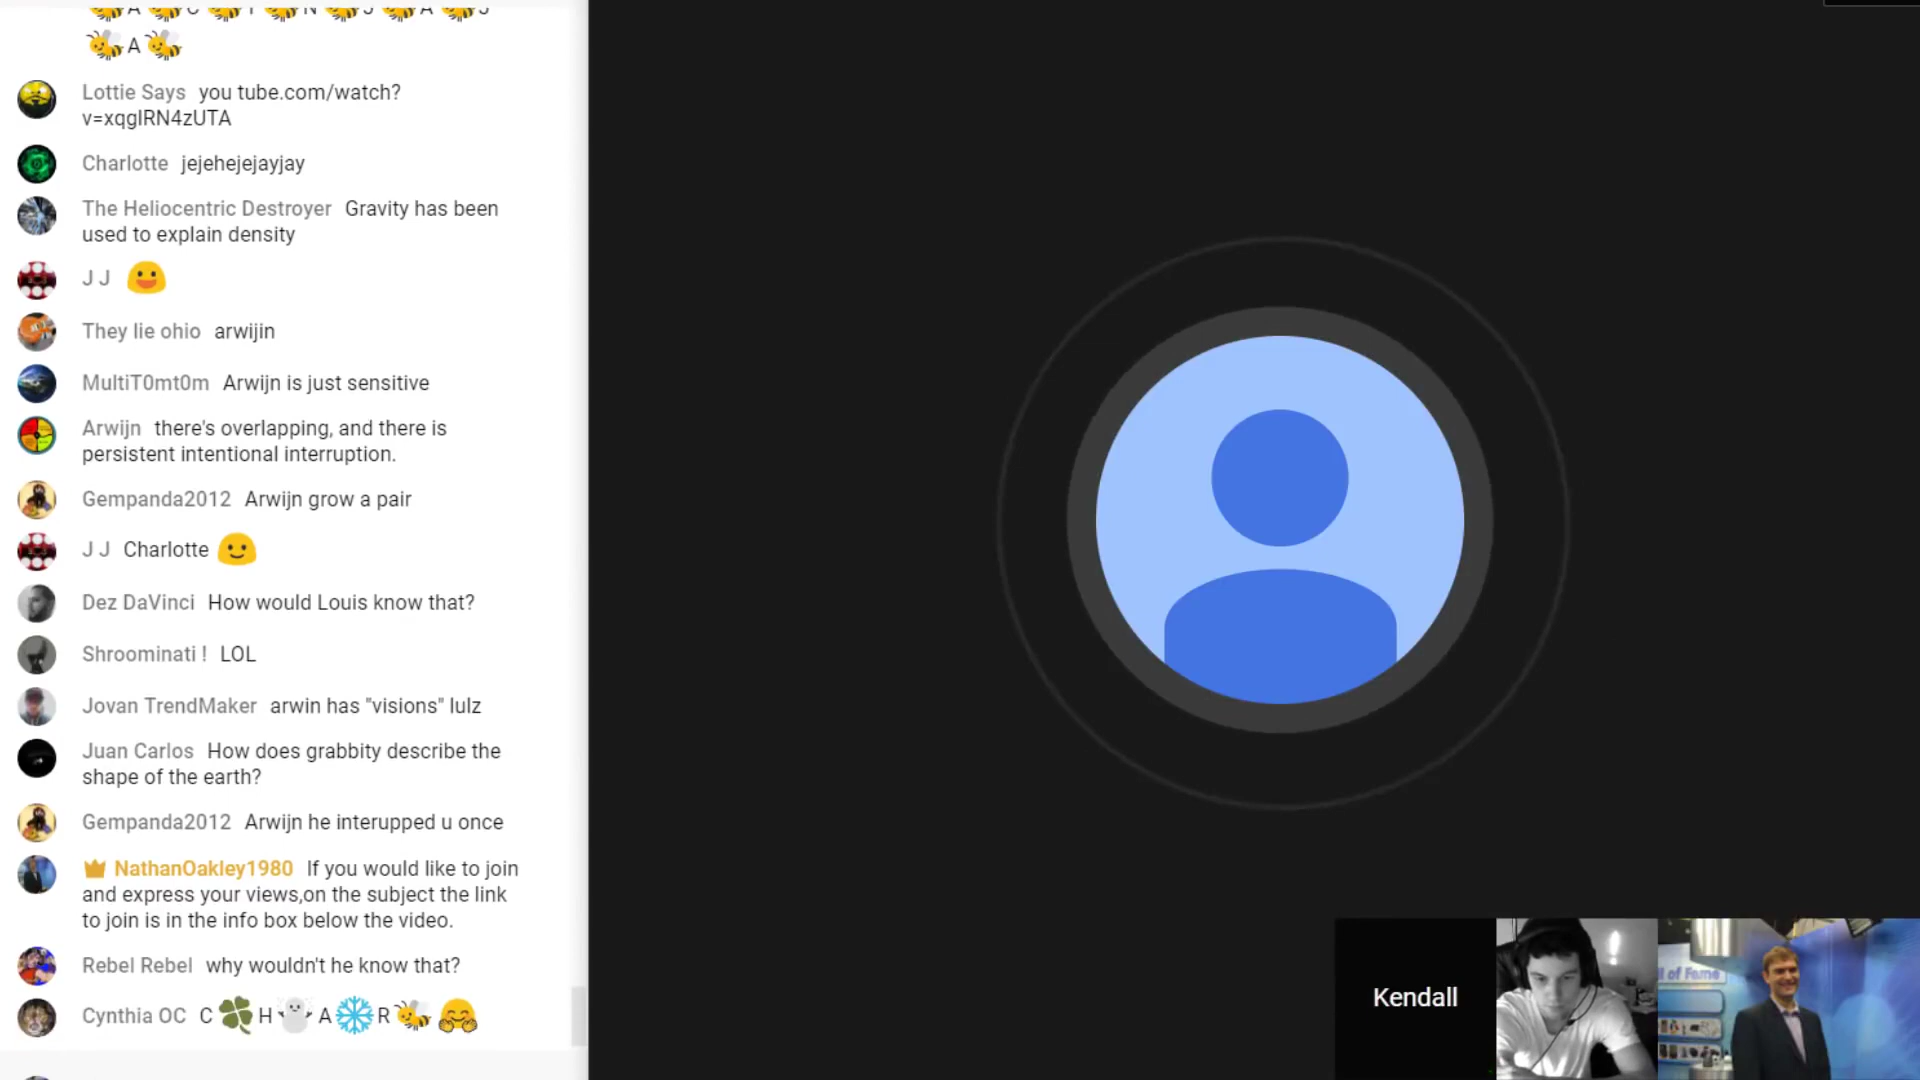 A C I N J A J
A
Lottie Says you tube.com/watch?
v=xqgIRN4zUTA
Charlotte jejehejejayjay
The Heliocentric Destroyer Gravity has been
used to explain density
J J
They lie ohio arwijin
MultiT0mt0m Arwijn is just sensitive
Arwijn there's overlapping, and there is
persistent intentional interruption.
Gempanda2012 Arwijn grow a pair
J J Charlotte
Dez DaVinci How would Louis know that?
Shroominati ! LOL
Jovan TrendMaker arwin has "visions" lulz
Juan Carlos How does grabbity describe the
shape of the earth?
Gempanda2012 Arwijn he interupped u once
NathanOakley1980 If you would like to join
and express your views,on the subject the link
to join is in the info box below the video.
Rebel Rebel why wouldn't he know that?
Cynthia OC C H A R
Kendall
l of Fame